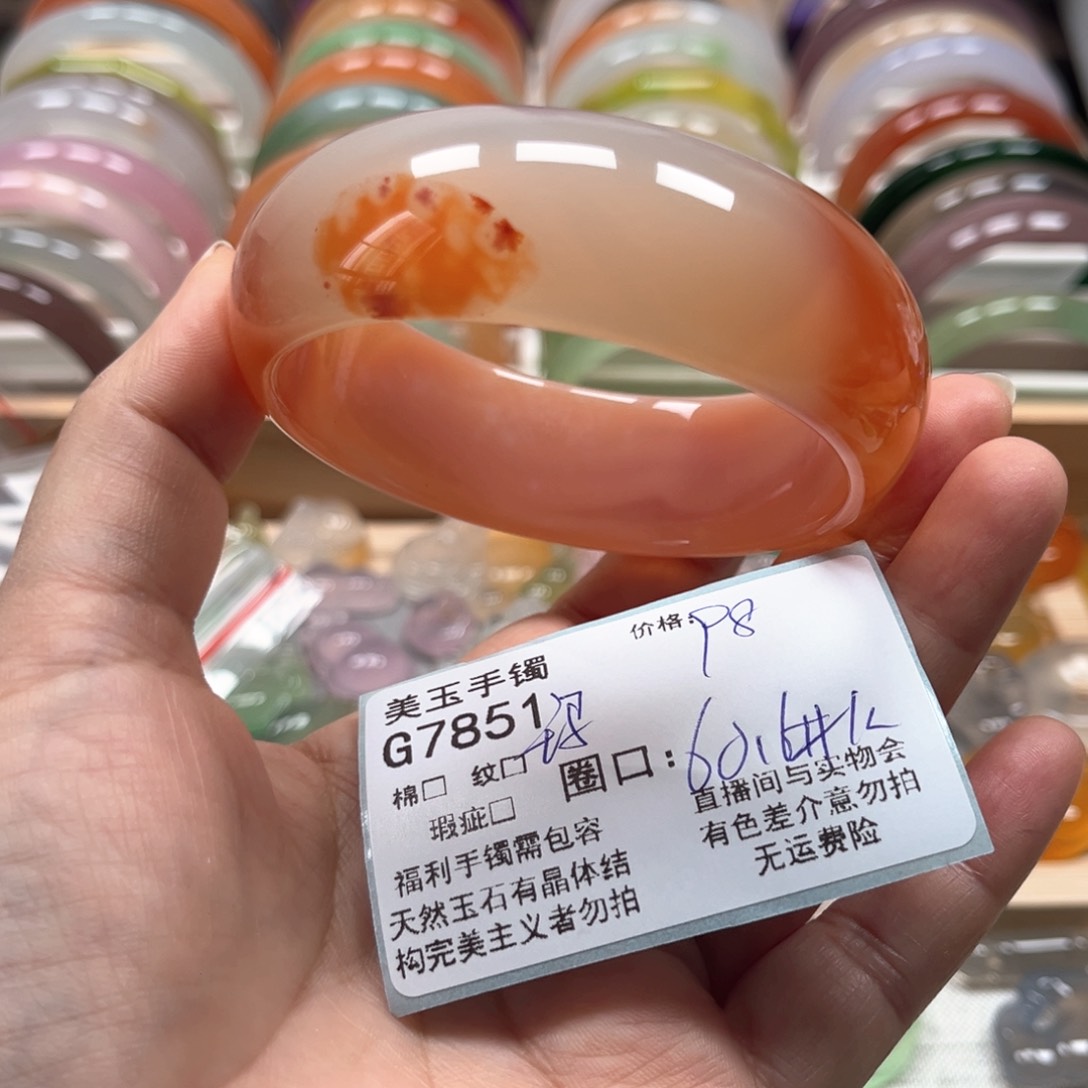 价格:P8
美玉手镯
G7851
棉□ 纹□
圈口:60.6
瑕疵□
福利手镯需包容
天然玉石有晶体结
构完美主义者勿拍
直播间与实物会
有色差介意勿拍
无运费险